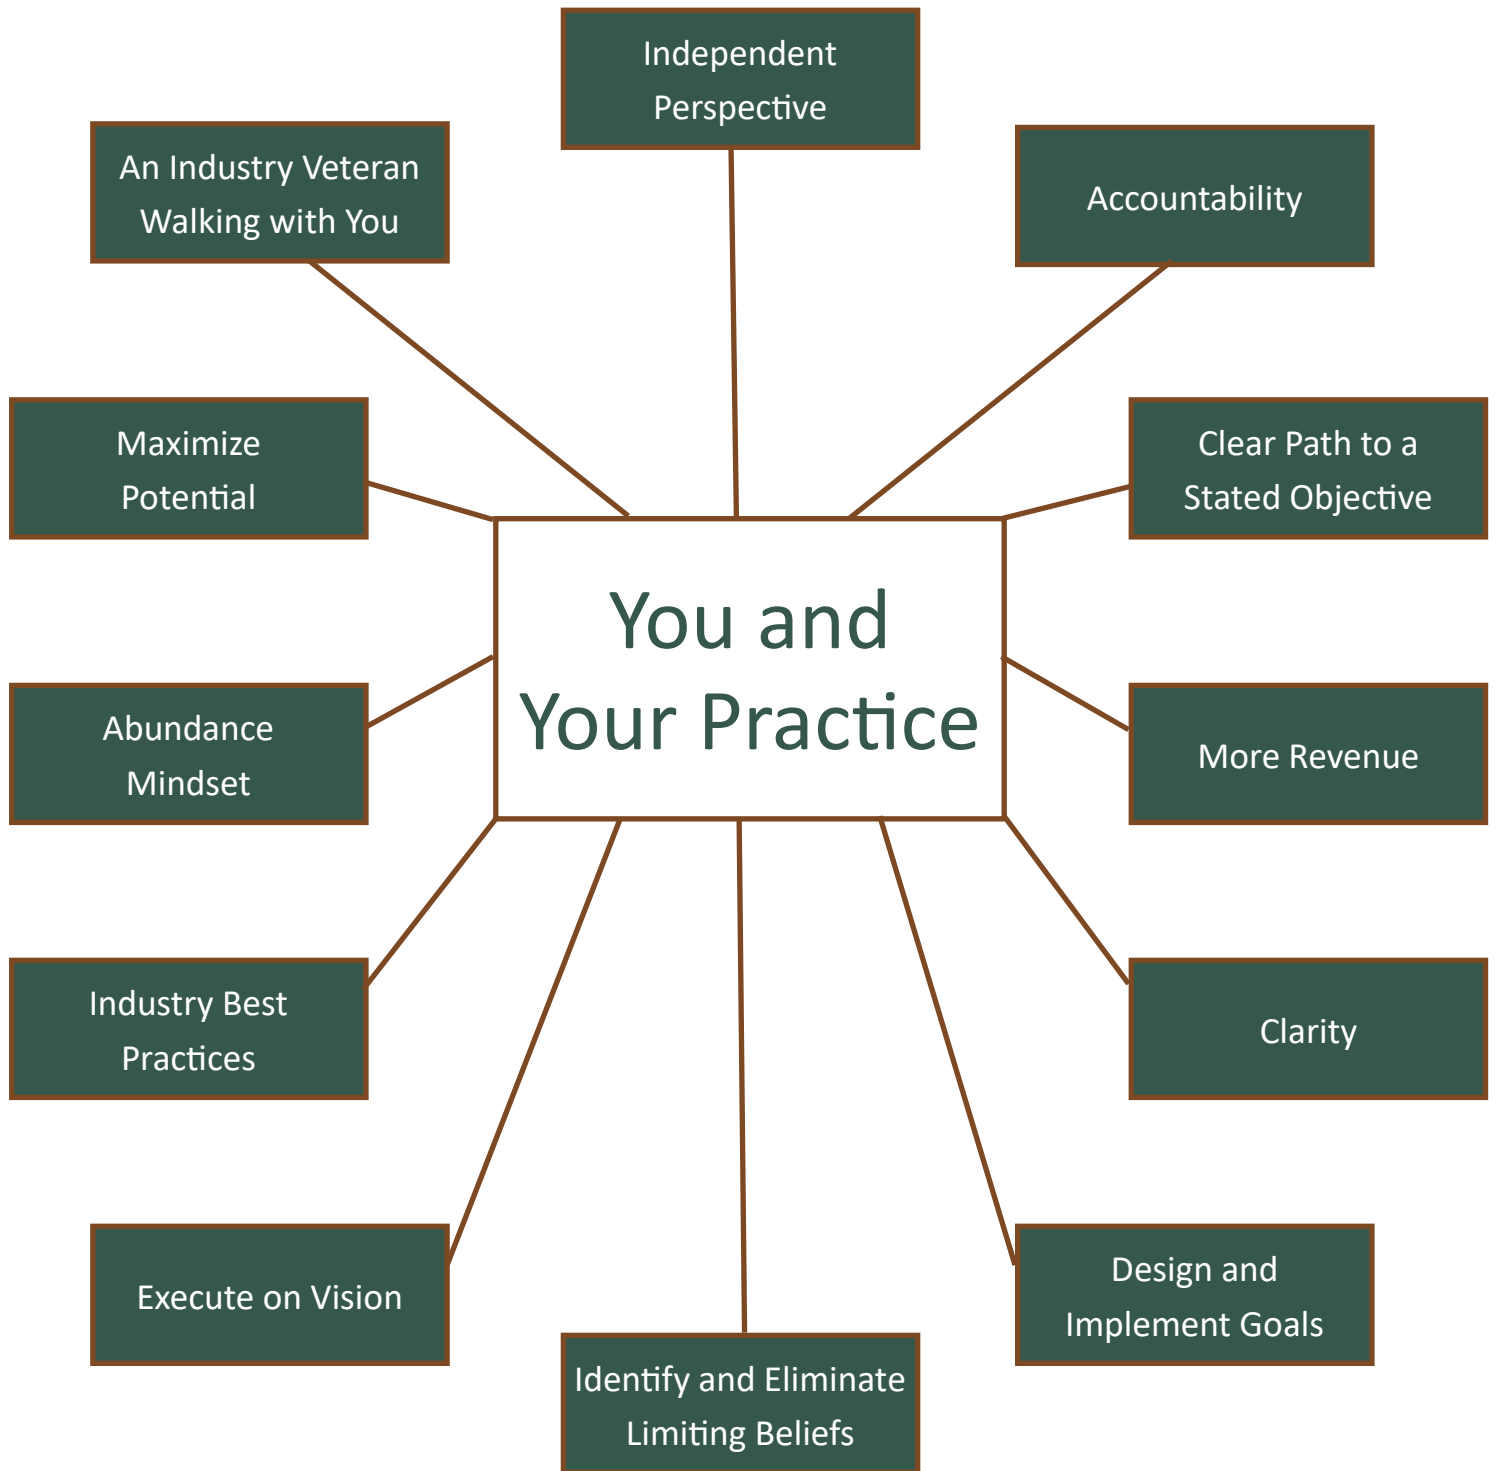 Independent
Perspective
An Industry Veteran
Walking with You
Accountability
Maximize
Potential
Clear Path to a
Stated Objective
You and
Your Practice
Abundance
Mindset
More Revenue
Industry Best
Practices
Clarity
Execute on Vision
Design and
Implement Goals
Identify and Eliminate
Limiting Beliefs